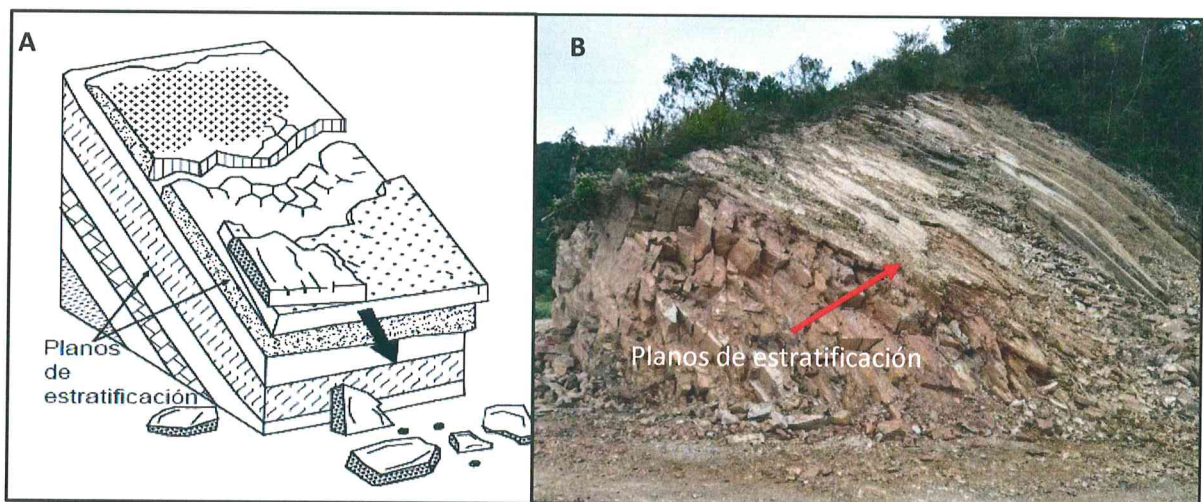 A
Planos
de
estratificación
B
Planos de estratificación